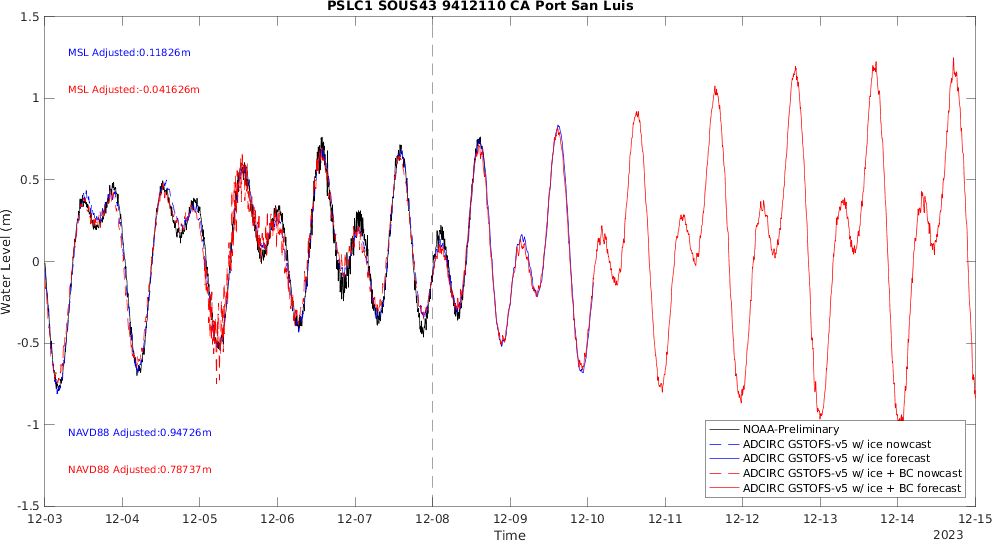 PSLC1 SOUS43 9412110 CA Port San Luis
1.5
1
0.5
0
-0.5
-1
-1.5
Water Level (m)
MSL Adjusted:0.11826m
MSL Adjusted:-0.041626m
NAVD88 Adjusted:0.94726m
NAVD88 Adjusted:0.78737m
NOAA-Preliminary
ADCIRC GSTOFS-v5 w/ ice nowcast
ADCIRC GSTOFS-v5 w/ ice forecast
ADCIRC GSTOFS-v5 w/ ice + BC nowcast
ADCIRC GSTOFS-v5 w/ ice + BC forecast
12-03 12-04 12-05 12-06 12-07 12-08 12-09 12-10 12-11 12-12 12-13 12-14 12-15
Time
2023